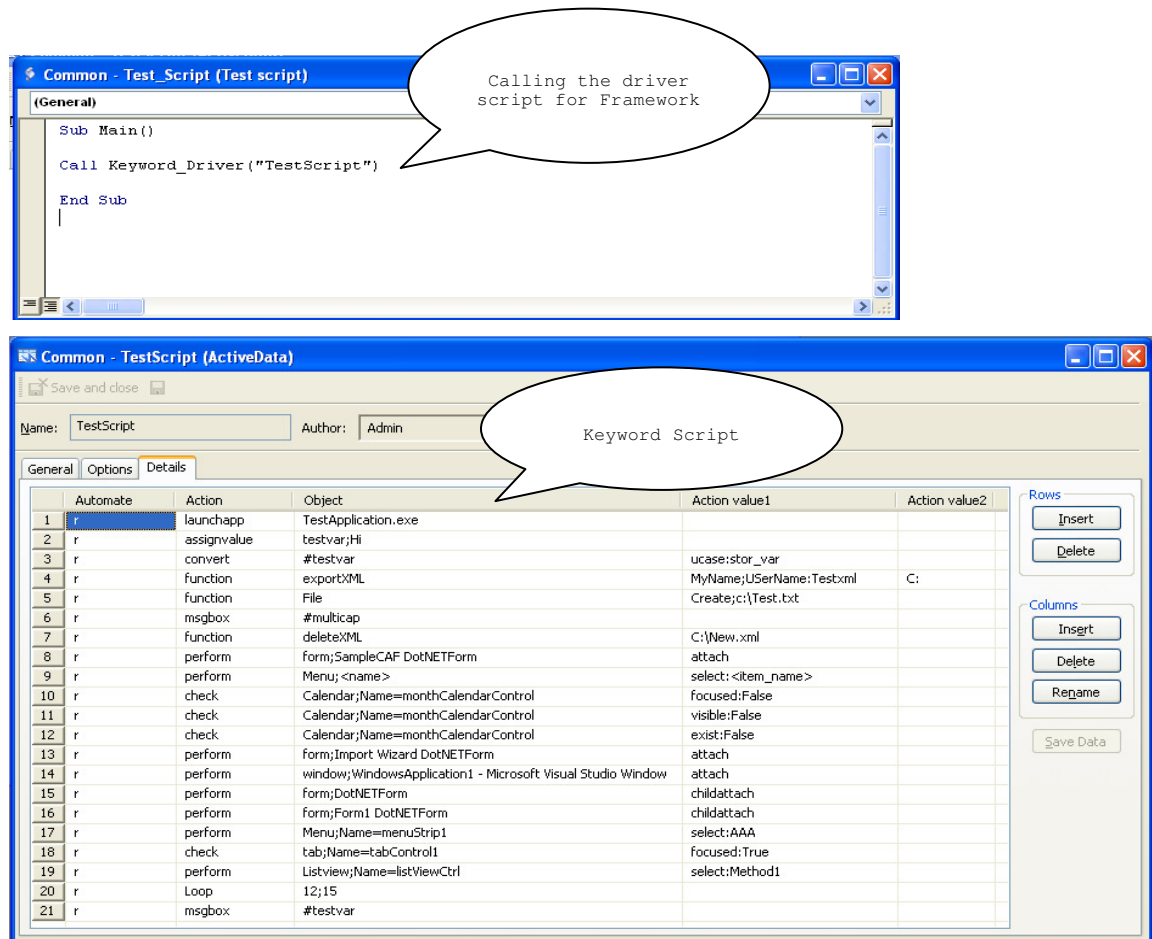 Common - Test_Script (Test script)
Calling the driver
script for Framework
(General)
Sub Main()
Call Keyword_Driver("TestScript")
End Sub
Common - TestScript (ActiveData)
Save and close
Name: TestScript Author: Admin
Keyword Script
General Options Details
Automate Action Object Action value1 Action value2
1 r launchapp TestApplication.exe
2 r assignvalue testvar;Hi
3 r convert #testvar ucase:stor_var
4 r function exportXML MyName;USerName:Testxml C:
5 r function File Create;c:\Test.txt
6 r msgbox #multicap
7 r function deleteXML C:\New.xml
8 r perform form;SampleCAF DotNETForm attach
9 r perform Menu;<name> select:<item_name>
10 r check Calendar;Name=monthCalendarControl focused:False
11 r check Calendar;Name=monthCalendarControl visible:False
12 r check Calendar;Name=monthCalendarControl exist:False
13 r perform form;Import Wizard DotNETForm attach
14 r perform window;WindowsApplication1 - Microsoft Visual Studio Window attach
15 r perform form;DotNETForm childattach
16 r perform form;Form1 DotNETForm childattach
17 r perform Menu;Name=menuStrip1 select:AAA
18 r check tab;Name=tabControl1 focused:True
19 r perform Listview;Name=listViewCtrl select:Method1
20 r Loop 12;15
21 r msgbox #testvar
Rows
Insert
Delete
Columns
Insert
Delete
Rename
Save Data